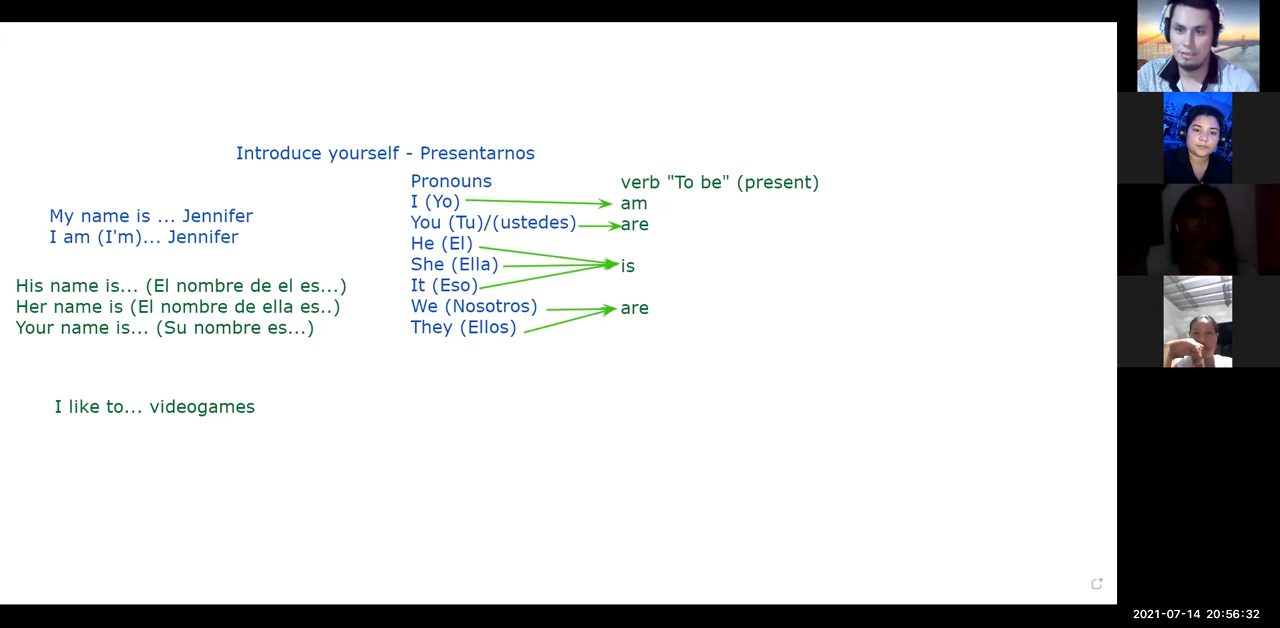 Introduce yourself - Presentarnos
My name is ... Jennifer
I am (I'm)... Jennifer
His name is... (El nombre de el es...)
Her name is (El nombre de ella es..)
Your name is... (Su nombre es...)
I like to... videogames
Pronouns
I (Yo)
You (Tu)/(ustedes)
He (El)
She (Ella)
It (Eso)
We (Nosotros)
They (Ellos)
verb "To be" (present)
am
are
is
are
2021-07-14 20:56:32